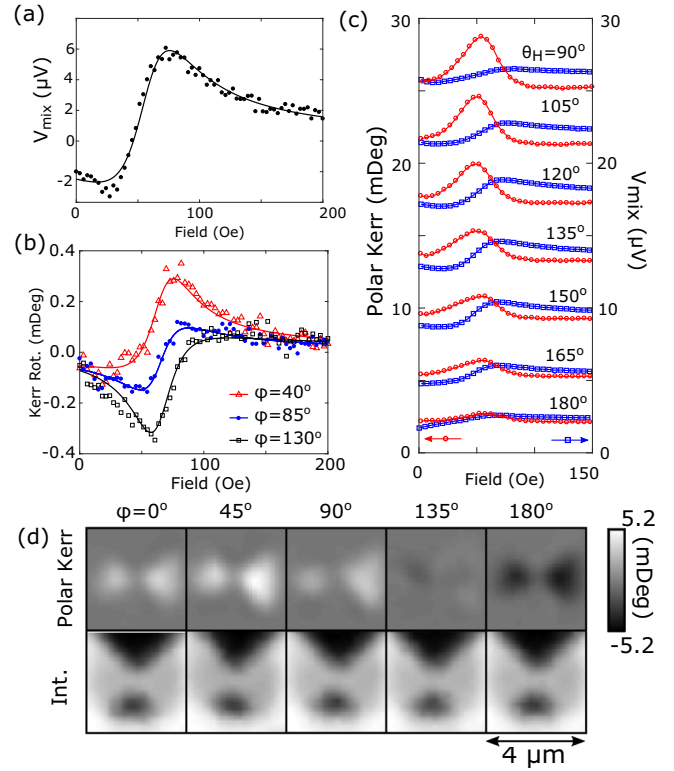 (a)
V_mix (μV)
6
4
2
0
-2
0
100
200
Field (Oe)
(b)
Kerr Rot. (mDeg)
0.4
0.2
0.0
-0.2
-0.4
φ=40°
φ=85°
φ=130°
0
100
200
Field (Oe)
(c)
Polar Kerr (mDeg)
30
20
10
0
θ_H=90°
105°
120°
135°
150°
165°
180°
30
20
10
0
V_mix (μV)
0
150
Field (Oe)
(d)
φ=0°
45°
90°
135°
180°
Polar Kerr
Int.
5.2
(mDeg)
-5.2
4 μm